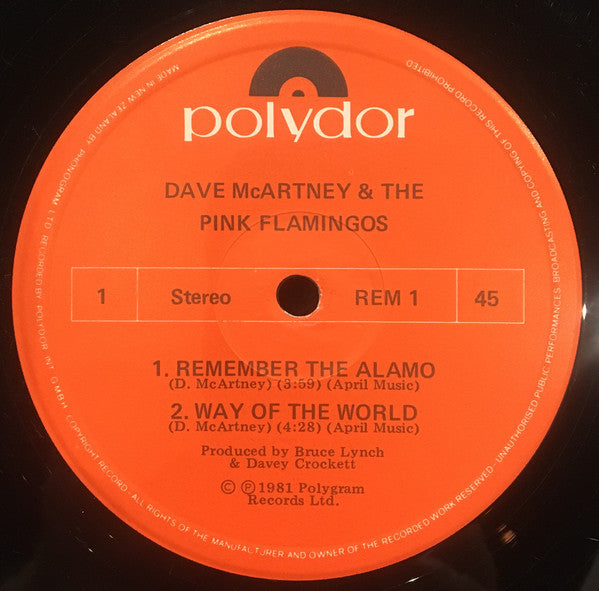 polydor
DAVE McARTNEY & THE
PINK FLAMINGOS
1 Stereo REM 1 45
1. REMEMBER THE ALAMO
(D. McArtney) (3:59) (April Music)
2. WAY OF THE WORLD
(D. McArtney) (4:28) (April Music)
Produced by Bruce Lynch
& Davey Crockett
© ℗ 1981 Polygram
Records Ltd.
MADE IN NEW ZEALAND BY PHONOGRAM LTD. RECORDED BY POLYDOR INT. GMBH. COPYRIGHT RECORD. ALL RIGHTS OF THE MANUFACTURER AND OWNER OF THE RECORDED WORK RESERVED - UNAUTHORISED PUBLIC PERFORMANCES, BROADCASTING AND COPYING OF THIS RECORD PROHIBITED